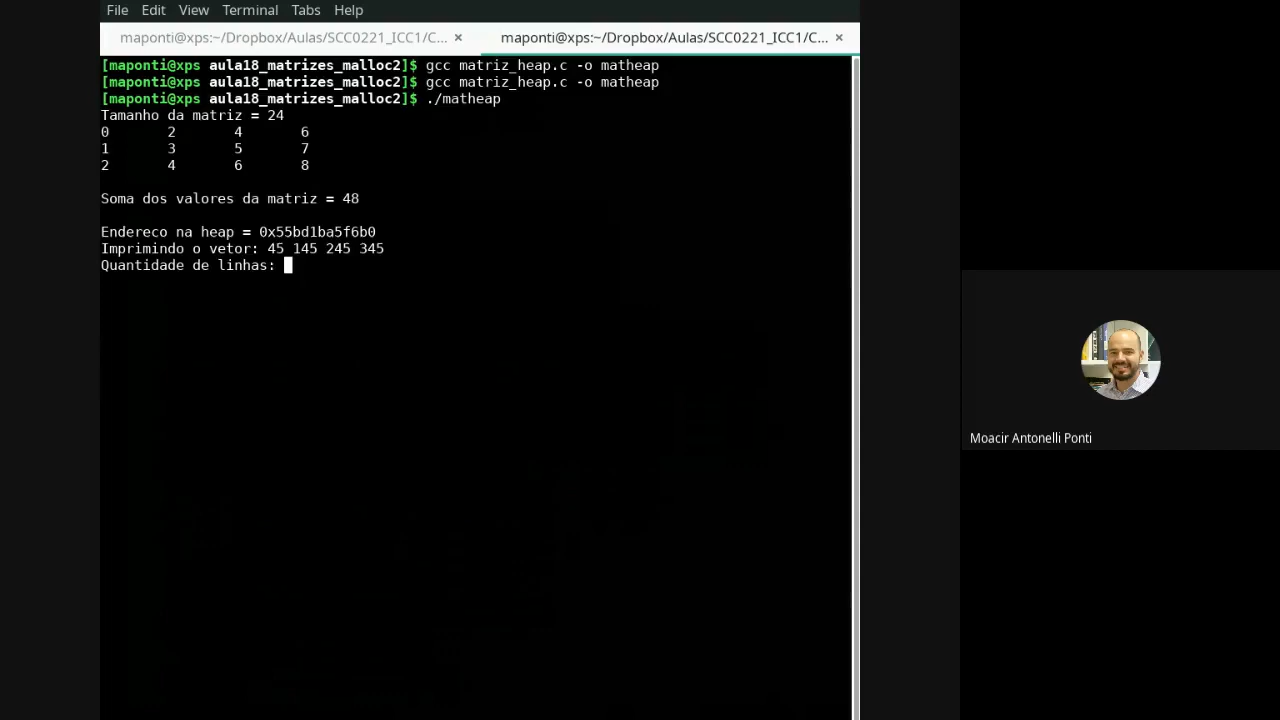 File Edit View Terminal Tabs Help
maponti@xps:~/Dropbox/Aulas/SCC0221_ICC1/C... × maponti@xps:~/Dropbox/Aulas/SCC0221_ICC1/C... ×
[maponti@xps aula18_matrizes_malloc2]$ gcc matriz_heap.c -o matheap
[maponti@xps aula18_matrizes_malloc2]$ gcc matriz_heap.c -o matheap
[maponti@xps aula18_matrizes_malloc2]$ ./matheap
Tamanho da matriz = 24
0 2 4 6
1 3 5 7
2 4 6 8
Soma dos valores da matriz = 48
Endereco na heap = 0x55bd1ba5f6b0
Imprimindo o vetor: 45 145 245 345
Quantidade de linhas:
Moacir Antonelli Ponti